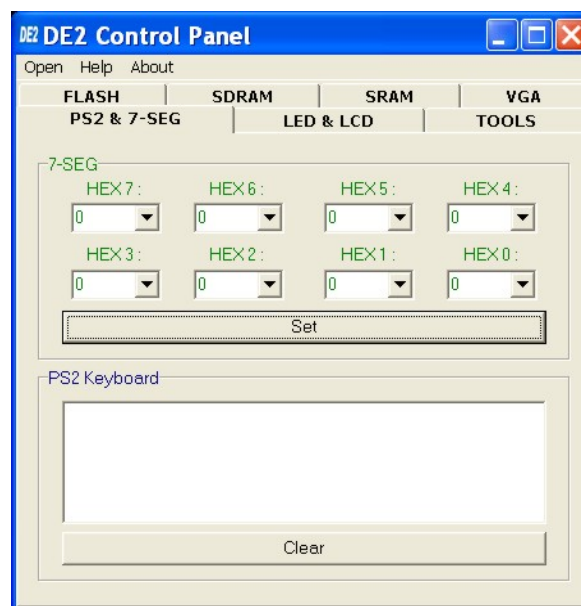 DE2 DE2 Control Panel
Open Help About
FLASH SDRAM SRAM VGA
PS2 & 7-SEG LED & LCD TOOLS
7-SEG
HEX7: HEX6: HEX5: HEX4:
0 0 0 0
HEX3: HEX2: HEX1: HEX0:
0 0 0 0
Set
PS2 Keyboard
Clear